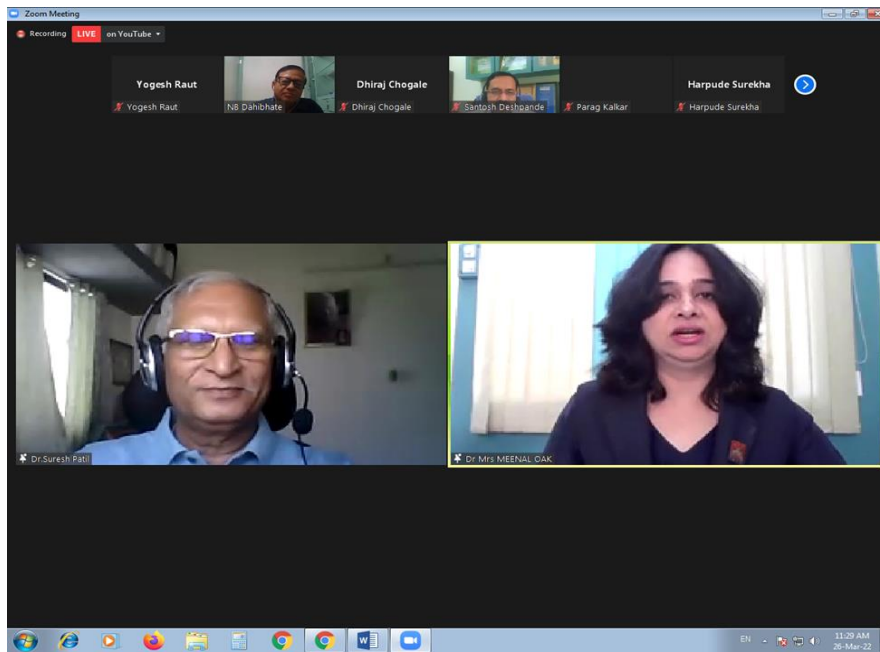 Zoom Meeting
Recording LIVE on YouTube
Yogesh Raut
Dhiraj Chogale
Harpude Surekha
Yogesh Raut
NB Dahibhate
Dhiraj Chogale
Santosh Deshpande
Parag Kalkar
Harpude Surekha
Dr.Suresh Patil
Dr Mrs MEENAL OAK
EN
11:29 AM
26-Mar-22